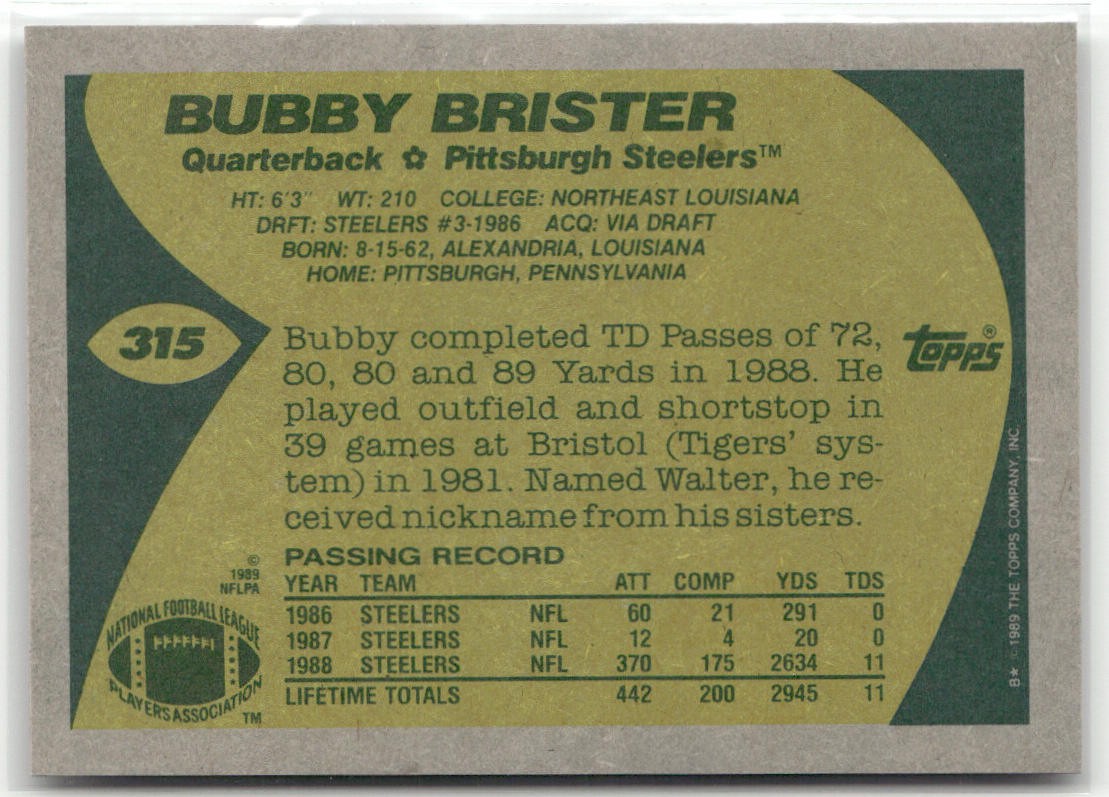 BUBBY BRISTER
Quarterback ✿ Pittsburgh Steelers™
HT: 6'3" WT: 210 COLLEGE: NORTHEAST LOUISIANA
DRFT: STEELERS #3-1986 ACQ: VIA DRAFT
BORN: 8-15-62, ALEXANDRIA, LOUISIANA
HOME: PITTSBURGH, PENNSYLVANIA
315
Bubby completed TD Passes of 72,
80, 80 and 89 Yards in 1988. He
played outfield and shortstop in
39 games at Bristol (Tigers' sys-
tem) in 1981. Named Walter, he re-
ceived nickname from his sisters.
topps®
PASSING RECORD
YEAR TEAM ATT COMP YDS TDS
1986 STEELERS NFL 60 21 291 0
1987 STEELERS NFL 12 4 20 0
1988 STEELERS NFL 370 175 2634 11
LIFETIME TOTALS 442 200 2945 11
©
1989
NFLPA
NATIONAL FOOTBALL LEAGUE
PLAYERS ASSOCIATION
™
B* © 1989 THE TOPPS COMPANY, INC.